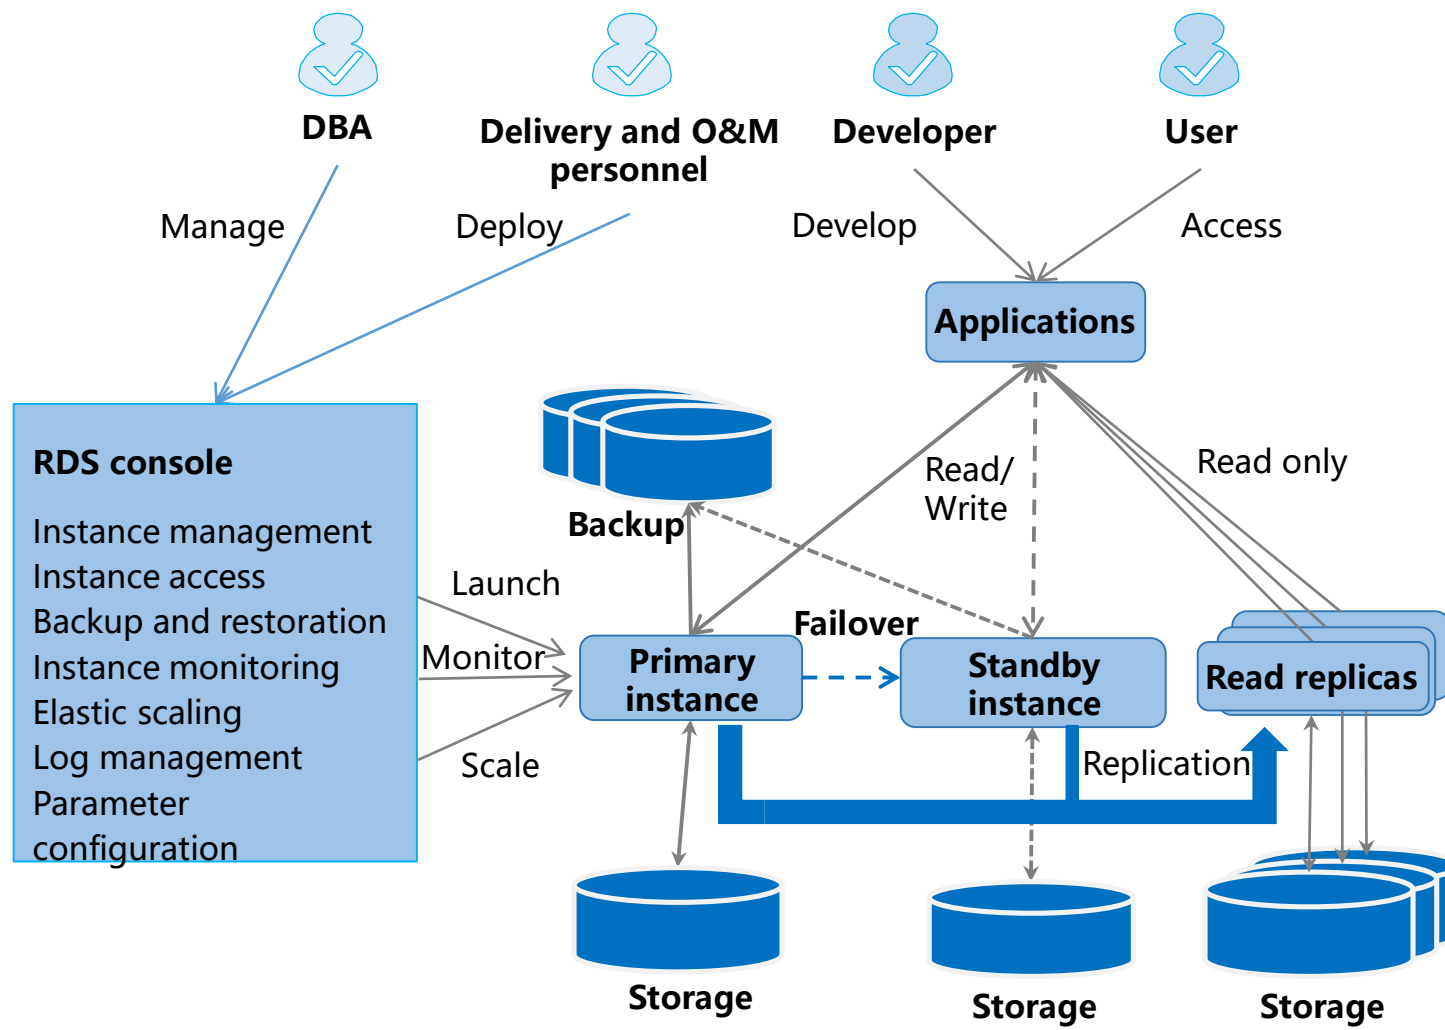 DBA
Delivery and O&M
personnel
Developer
User
Manage
Deploy
Develop
Access
Applications
RDS console
Instance management
Instance access
Backup and restoration
Instance monitoring
Elastic scaling
Log management
Parameter
configuration
Backup
Read/
Write
Read only
Launch
Monitor
Scale
Failover
Primary
instance
Standby
instance
Read replicas
Replication
Storage
Storage
Storage